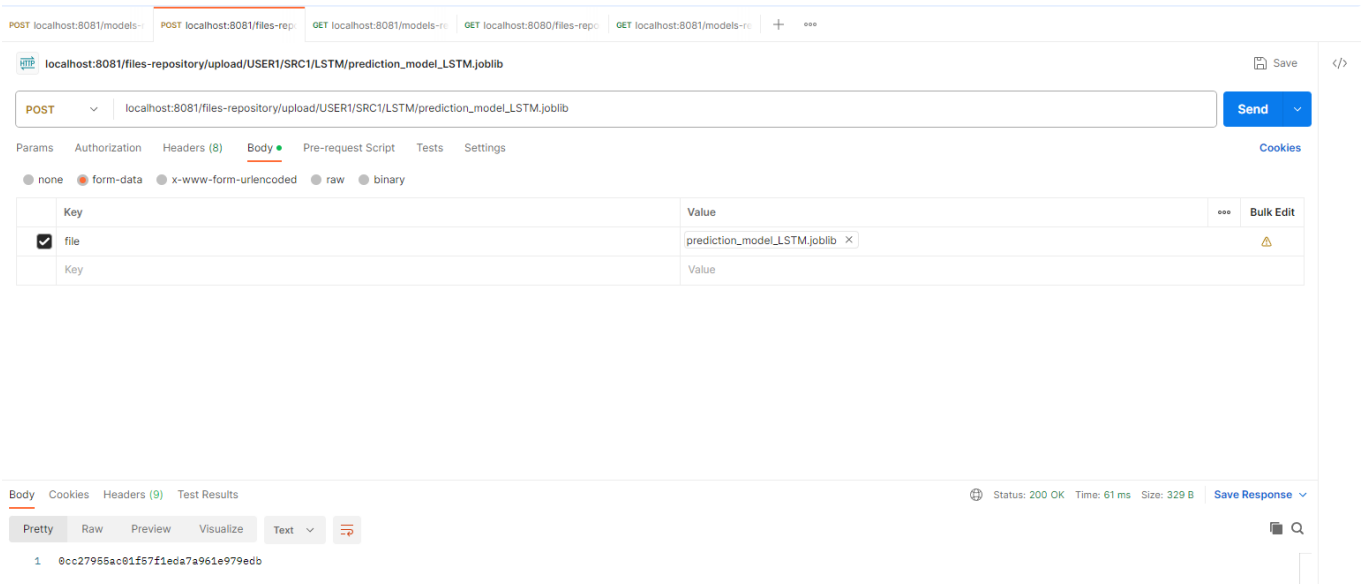 POST localhost:8081/models-r POST localhost:8081/files-rep GET localhost:8081/models-re GET localhost:8080/files-repo GET localhost:8081/models-re
HTTP localhost:8081/files-repository/upload/USER1/SRC1/LSTM/prediction_model_LSTM.joblib Save </>
POST localhost:8081/files-repository/upload/USER1/SRC1/LSTM/prediction_model_LSTM.joblib Send
Params Authorization Headers (8) Body Pre-request Script Tests Settings Cookies
none form-data x-www-form-urlencoded raw binary
Key Value Bulk Edit
file prediction_model_LSTM.joblib
Key Value
Body Cookies Headers (9) Test Results Status: 200 OK Time: 61 ms Size: 329 B Save Response
Pretty Raw Preview Visualize Text
1 0cc27955ac01f57f1eda7a961e979edb